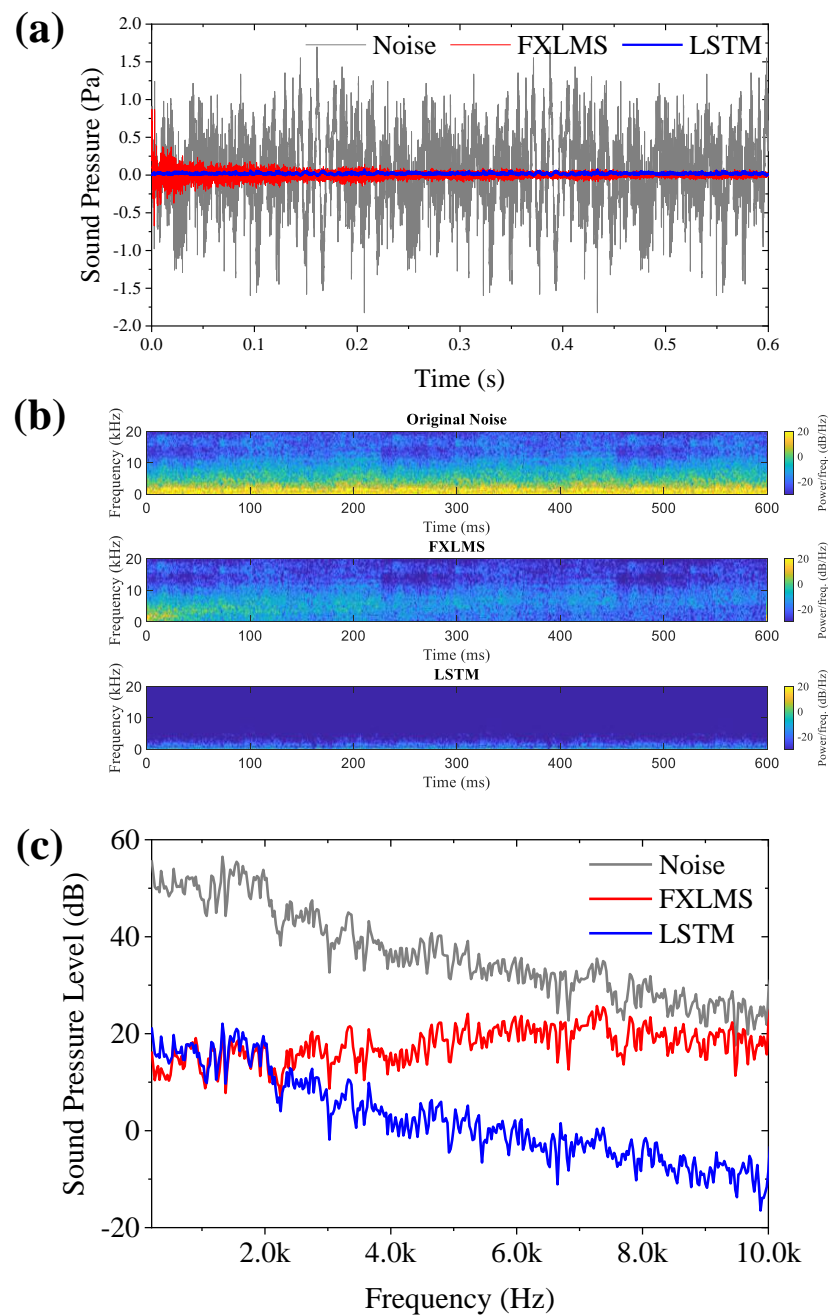 (a)
Noise FXLMS LSTM
2.0
1.5
1.0
0.5
0.0
-0.5
-1.0
-1.5
-2.0
Sound Pressure (Pa)
0.0 0.1 0.2 0.3 0.4 0.5 0.6
Time (s)
(b)
Original Noise
Frequency (kHz)
20
10
0
0 100 200 300 400 500 600
Time (ms)
20
0
-20
Power/freq. (dB/Hz)
FXLMS
Frequency (kHz)
20
10
0
0 100 200 300 400 500 600
Time (ms)
20
0
-20
Power/freq. (dB/Hz)
LSTM
Frequency (kHz)
20
10
0
0 100 200 300 400 500 600
Time (ms)
20
0
-20
Power/freq. (dB/Hz)
(c)
Noise
FXLMS
LSTM
60
40
20
0
-20
Sound Pressure Level (dB)
2.0k 4.0k 6.0k 8.0k 10.0k
Frequency (Hz)